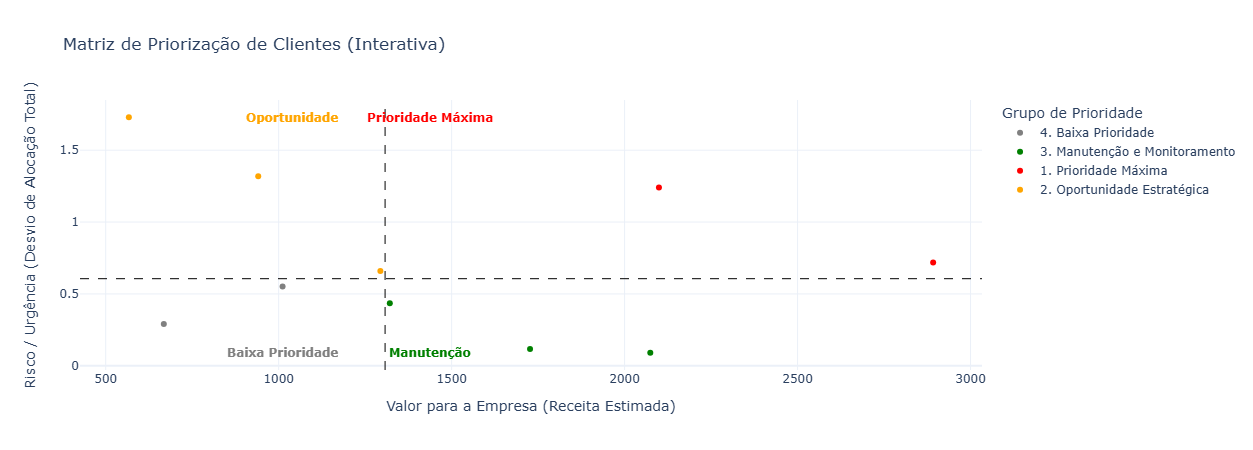 Matriz de Priorização de Clientes (Interativa)
Risco / Urgência (Desvio de Alocação Total)
Oportunidade
Prioridade Máxima
Baixa Prioridade
Manutenção
1.5
1
0.5
0
500
1000
1500
2000
2500
3000
Valor para a Empresa (Receita Estimada)
Grupo de Prioridade
4. Baixa Prioridade
3. Manutenção e Monitoramento
1. Prioridade Máxima
2. Oportunidade Estratégica